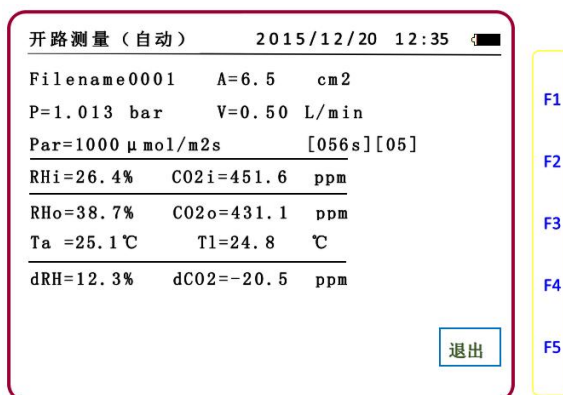 开路测量（自动） 2015/12/20 12:35
Filename0001 A=6.5 cm2
P=1.013 bar V=0.50 L/min
Par=1000μmol/m2s [056s][05]
RHi=26.4% CO2i=451.6 ppm
RHo=38.7% CO2o=431.1 ppm
Ta =25.1℃ Tl=24.8 ℃
dRH=12.3% dCO2=-20.5 ppm
退出
F1
F2
F3
F4
F5